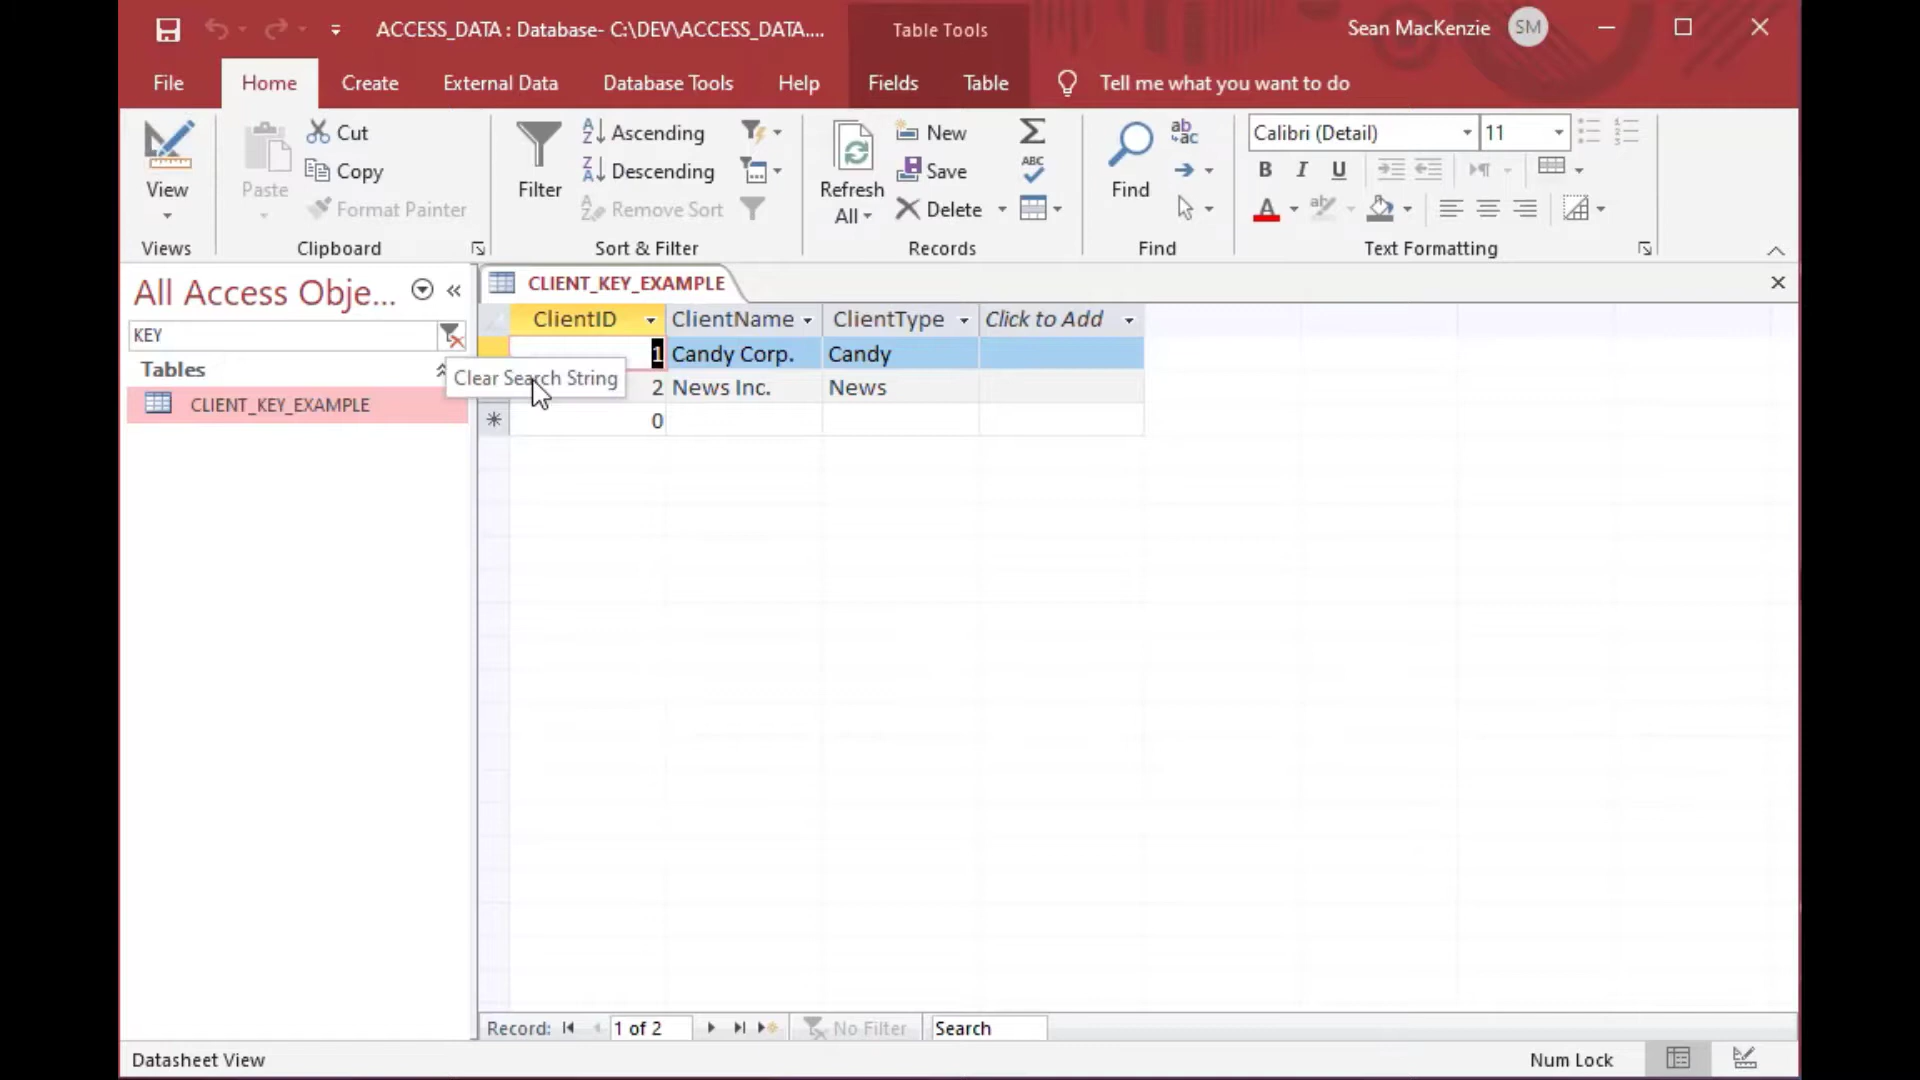 ACCESS_DATA : Database- C:\DEV\ACCESS_DATA....
Table Tools
Sean MacKenzie
SM
File
Home
Create
External Data
Database Tools
Help
Fields
Table
Tell me what you want to do
View
Views
Paste
Cut
Copy
Format Painter
Clipboard
Filter
Ascending
Descending
Remove Sort
Sort & Filter
Refresh
All
New
Save
Delete
Records
Find
Find
Calibri (Detail)
11
B I U
A
Text Formatting
All Access Obje...
KEY
Tables
CLIENT_KEY_EXAMPLE
Clear Search String
CLIENT_KEY_EXAMPLE
ClientID ClientName ClientType Click to Add
1 Candy Corp. Candy
2 News Inc. News
0
Record: 1 of 2 No Filter Search
Datasheet View
Num Lock